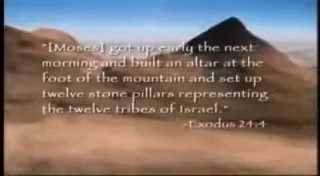 "[Moses] got up early the next
morning and built an altar at the
foot of the mountain and set up
twelve stone pillars representing
the twelve tribes of Israel."
-Exodus 24:4